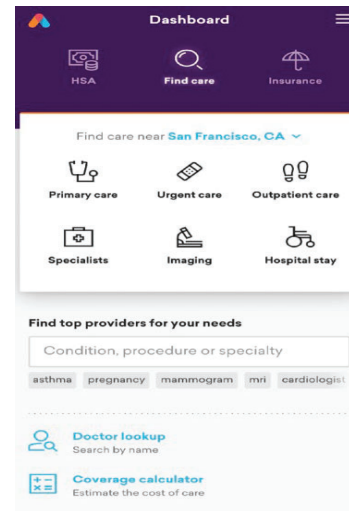 Dashboard
HSA Find care Insurance
Find care near San Francisco, CA
Primary care Urgent care Outpatient care
Specialists Imaging Hospital stay
Find top providers for your needs
Condition, procedure or specialty
asthma pregnancy mammogram mri cardiologist
Doctor lookup
Search by name
Coverage calculator
Estimate the cost of care